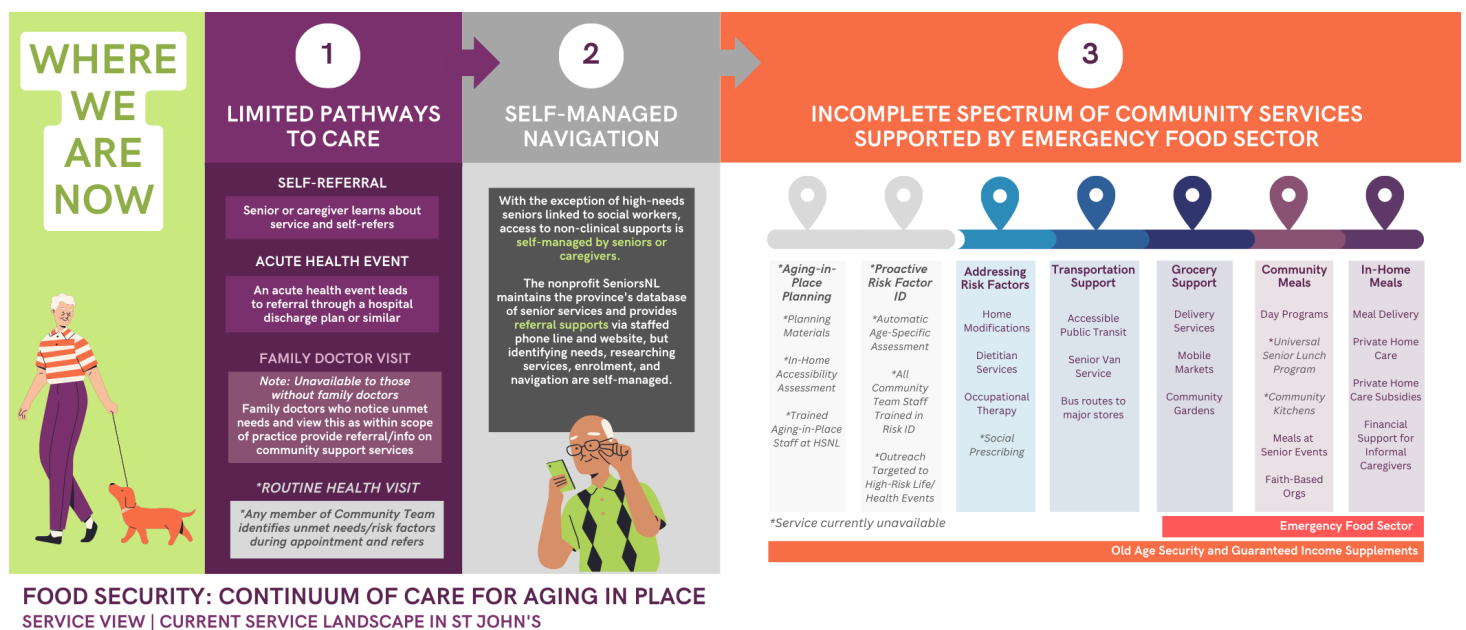 WHERE
WE
ARE
NOW
1
LIMITED PATHWAYS
TO CARE
SELF-REFERRAL
Senior or caregiver learns about
service and self-refers
ACUTE HEALTH EVENT
An acute health event leads
to referral through a hospital
discharge plan or similar
FAMILY DOCTOR VISIT
Note: Unavailable to those
without family doctors
Family doctors who notice unmet
needs and view this as within scope
of practice provide referral/info on
community support services
*ROUTINE HEALTH VISIT
*Any member of Community Team
identifies unmet needs/risk factors
during appointment and refers
2
SELF-MANAGED
NAVIGATION
With the exception of high-needs
seniors linked to social workers,
access to non-clinical supports is
self-managed by seniors or
caregivers.
The nonprofit SeniorsNL
maintains the province's database
of senior services and provides
referral supports via staffed
phone line and website, but
identifying needs, researching
services, enrolment, and
navigation are self-managed.
3
INCOMPLETE SPECTRUM OF COMMUNITY SERVICES
SUPPORTED BY EMERGENCY FOOD SECTOR
*Aging-in-
Place
Planning
*Planning
Materials
*In-Home
Accessibility
Assessment
*Trained
Aging-in-Place
Staff at HSNL
*Proactive
Risk Factor
ID
*Automatic
Age-Specific
Assessment
*All
Community
Team Staff
Trained in
Risk ID
*Outreach
Targeted to
High-Risk Life/
Health Events
Addressing
Risk Factors
Home
Modifications
Dietitian
Services
Occupational
Therapy
*Social
Prescribing
Transportation
Support
Accessible
Public Transit
Senior Van
Service
Bus routes to
major stores
Grocery
Support
Delivery
Services
Mobile
Markets
Community
Gardens
Community
Meals
Day Programs
*Universal
Senior Lunch
Program
*Community
Kitchens
Meals at
Senior Events
Faith-Based
Orgs
In-Home
Meals
Meal Delivery
Private Home
Care
Private Home
Care Subsidies
Financial
Support for
Informal
Caregivers
*Service currently unavailable
Emergency Food Sector
Old Age Security and Guaranteed Income Supplements
FOOD SECURITY: CONTINUUM OF CARE FOR AGING IN PLACE
SERVICE VIEW | CURRENT SERVICE LANDSCAPE IN ST JOHN'S